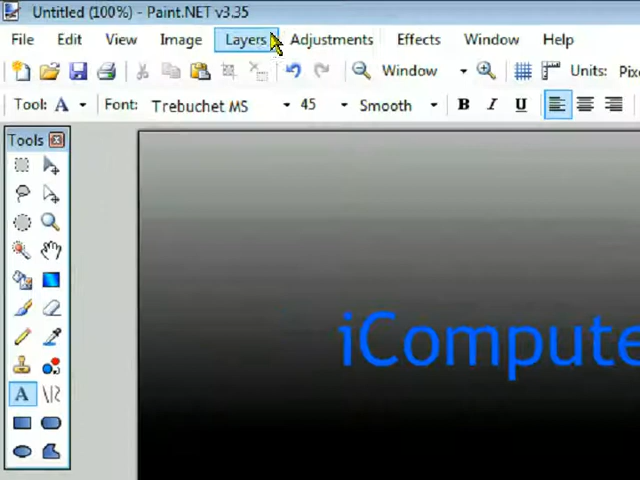 Untitled (100%) - Paint.NET v3.35
File Edit View Image Layers Adjustments Effects Window Help
Window Units:
Tool: A Font: Trebuchet MS 45 Smooth B I U
Tools
A
iCompute